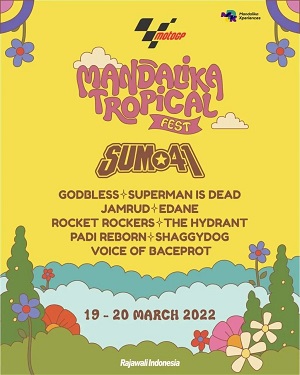 MotoGP
Mandalika Xperiences
MANDALIKA
TROPICAL
FEST
SUM 41
GODBLESS SUPERMAN IS DEAD
JAMRUD EDANE
ROCKET ROCKERS THE HYDRANT
PADI REBORN SHAGGYDOG
VOICE OF BACEPROT
19 - 20 MARCH 2022
Rajawali Indonesia